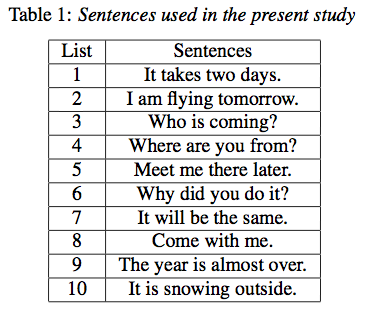 Table 1: Sentences used in the present study
List Sentences
1 It takes two days.
2 I am flying tomorrow.
3 Who is coming?
4 Where are you from?
5 Meet me there later.
6 Why did you do it?
7 It will be the same.
8 Come with me.
9 The year is almost over.
10 It is snowing outside.